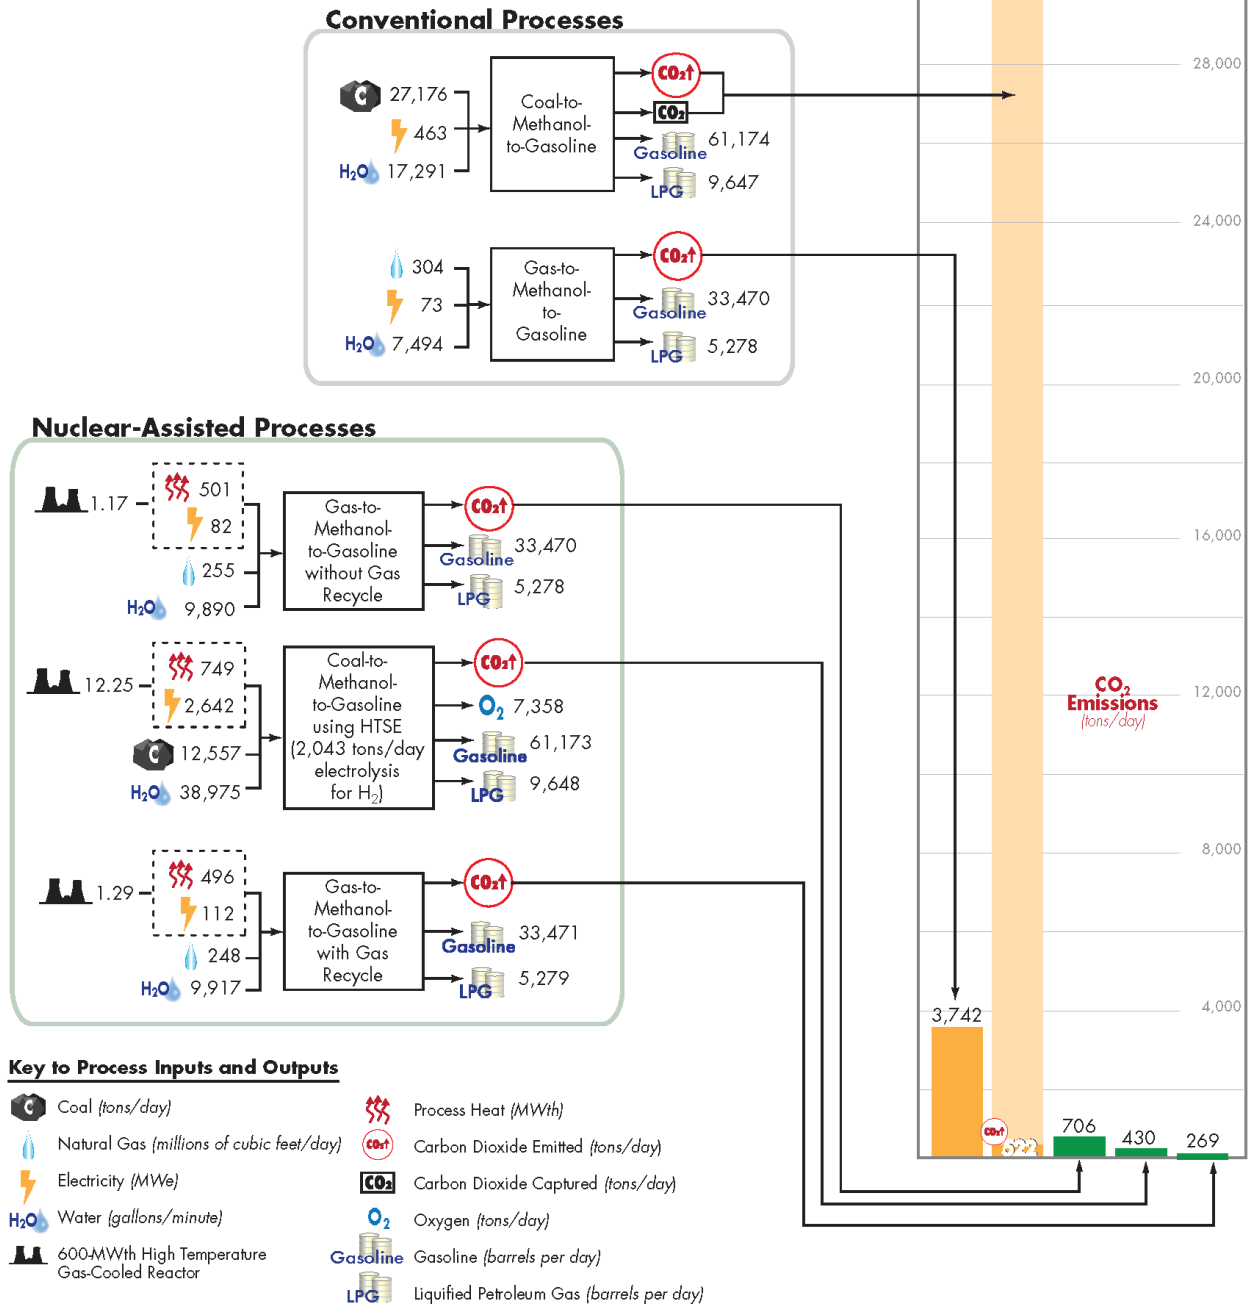 Conventional Processes
C 27,176
463
H2O 17,291
Coal-to-
Methanol-
to-Gasoline
CO2↑
CO2
Gasoline 61,174
LPG 9,647
304
73
H2O 7,494
Gas-to-
Methanol-
to-
Gasoline
CO2↑
Gasoline 33,470
LPG 5,278
Nuclear-Assisted Processes
1.17
501
82
255
H2O 9,890
Gas-to-
Methanol-
to-Gasoline
without Gas
Recycle
CO2↑
Gasoline 33,470
LPG 5,278
12.25
749
2,642
C 12,557
H2O 38,975
Coal-to-
Methanol-
to-Gasoline
using HTSE
(2,043 tons/day
electrolysis
for H2)
CO2↑
O2 7,358
Gasoline 61,173
LPG 9,648
1.29
496
112
248
H2O 9,917
Gas-to-
Methanol-
to-Gasoline
with Gas
Recycle
CO2↑
Gasoline 33,471
LPG 5,279
28,000
24,000
20,000
16,000
12,000
8,000
4,000
CO2
Emissions
(tons/day)
3,742
CO2↑
622
706
430
269
Key to Process Inputs and Outputs
C Coal (tons/day)
Natural Gas (millions of cubic feet/day)
Electricity (MWe)
H2O Water (gallons/minute)
600-MWth High Temperature
Gas-Cooled Reactor
Process Heat (MWth)
CO2↑ Carbon Dioxide Emitted (tons/day)
CO2 Carbon Dioxide Captured (tons/day)
O2 Oxygen (tons/day)
Gasoline Gasoline (barrels per day)
LPG Liquified Petroleum Gas (barrels per day)